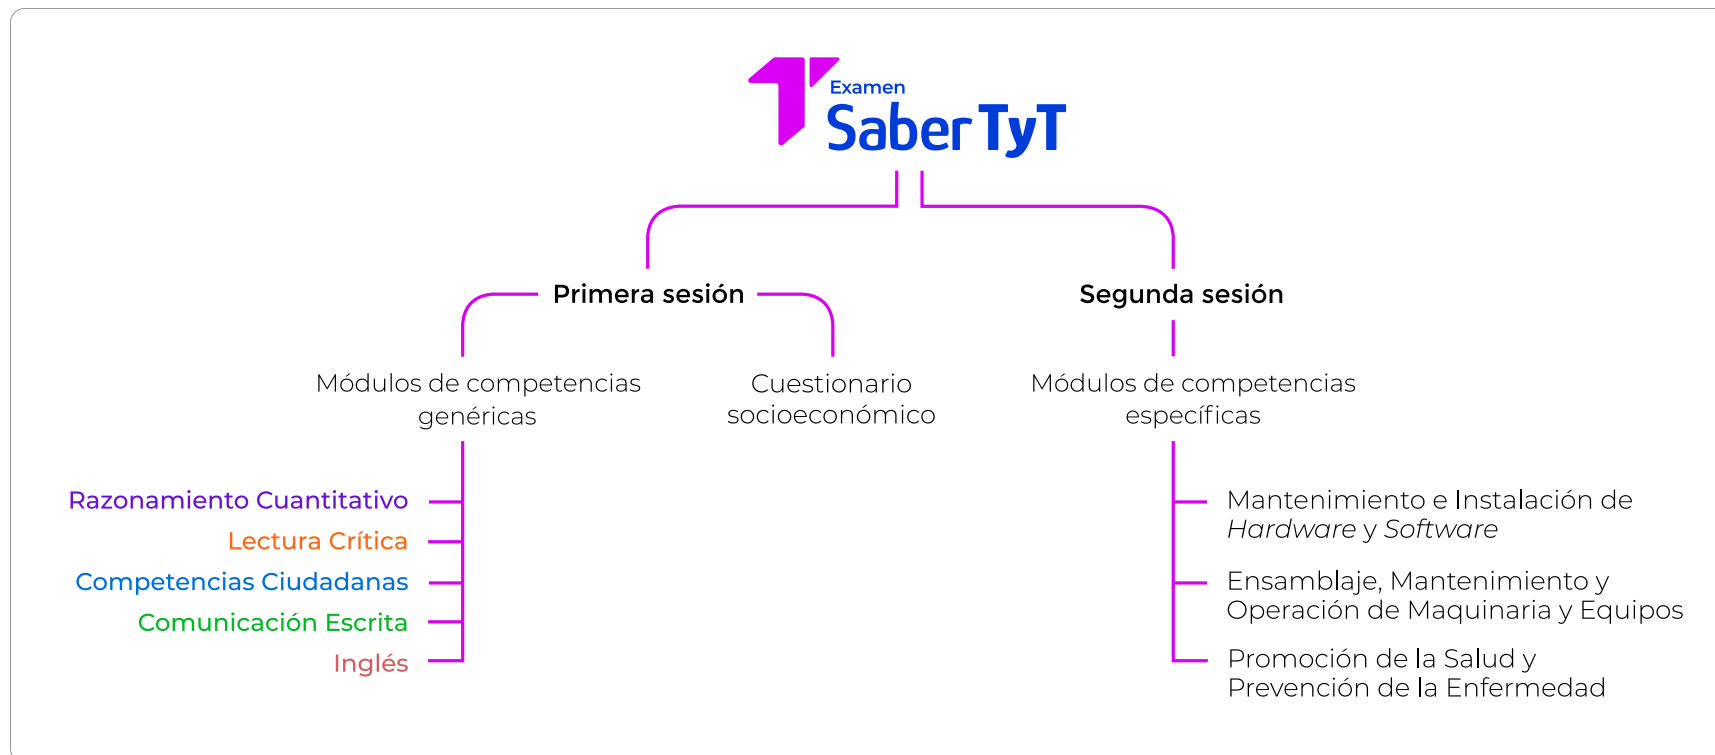 Examen
Saber TyT
Primera sesión
Segunda sesión
Módulos de competencias
genéricas
Cuestionario
socioeconómico
Módulos de competencias
específicas
Razonamiento Cuantitativo
Lectura Crítica
Competencias Ciudadanas
Comunicación Escrita
Inglés
Mantenimiento e Instalación de
Hardware y Software
Ensamblaje, Mantenimiento y
Operación de Maquinaria y Equipos
Promoción de la Salud y
Prevención de la Enfermedad